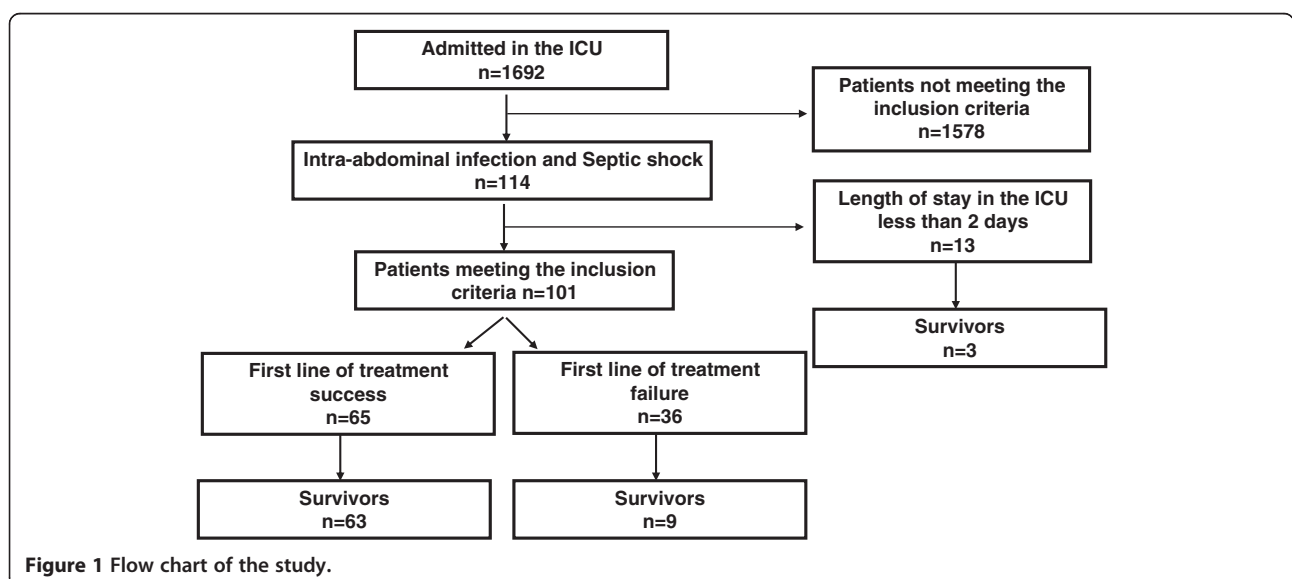 Admitted in the ICU
n=1692
Patients not meeting the
inclusion criteria
n=1578
Intra-abdominal infection and Septic shock
n=114
Length of stay in the ICU
less than 2 days
n=13
Patients meeting the inclusion
criteria n=101
Survivors
n=3
First line of treatment
success
n=65
First line of treatment
failure
n=36
Survivors
n=63
Survivors
n=9
Figure 1 Flow chart of the study.